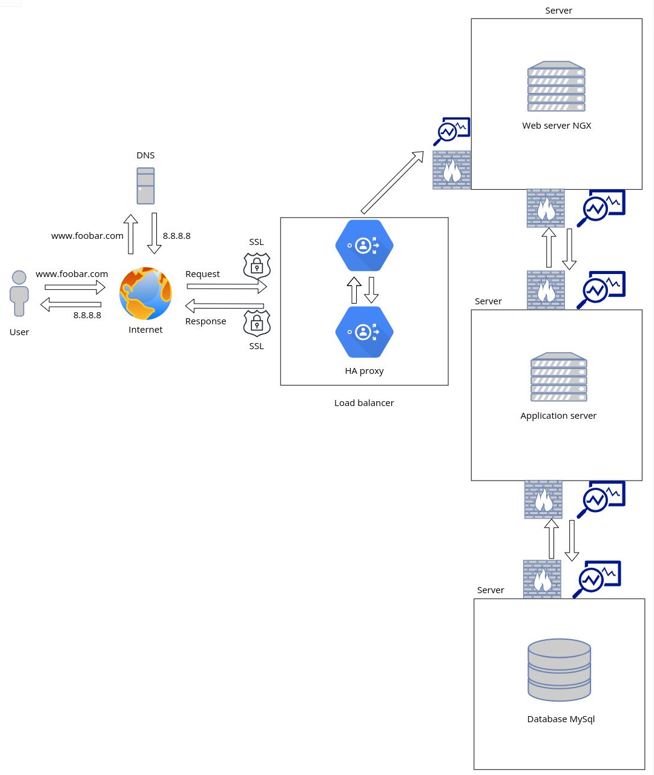 Server
Web server NGX
DNS
www.foobar.com
8.8.8.8
SSL
www.foobar.com
Request
8.8.8.8
Response
User
Internet
SSL
HA proxy
Load balancer
Server
Application server
Server
Database MySql